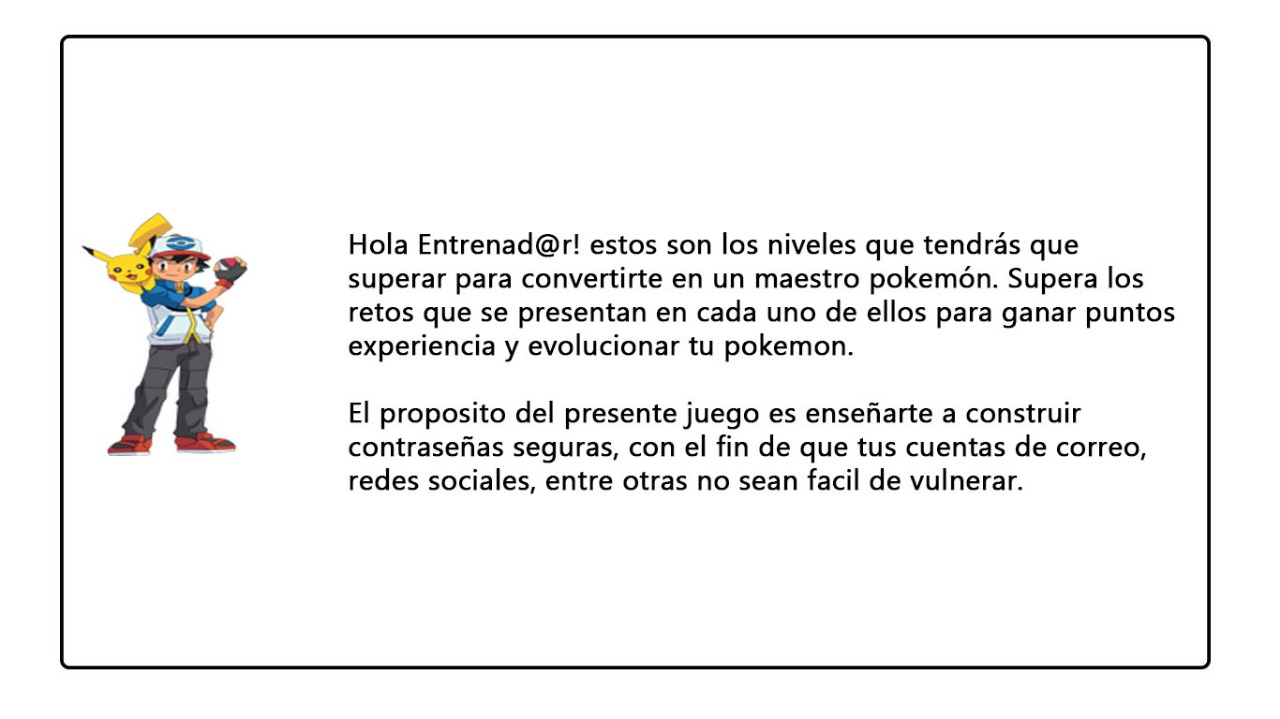 Hola Entrenad@r! estos son los niveles que tendrás que
superar para convertirte en un maestro pokemón. Supera los
retos que se presentan en cada uno de ellos para ganar puntos
experiencia y evolucionar tu pokemon.
El proposito del presente juego es enseñarte a construir
contraseñas seguras, con el fin de que tus cuentas de correo,
redes sociales, entre otras no sean facil de vulnerar.